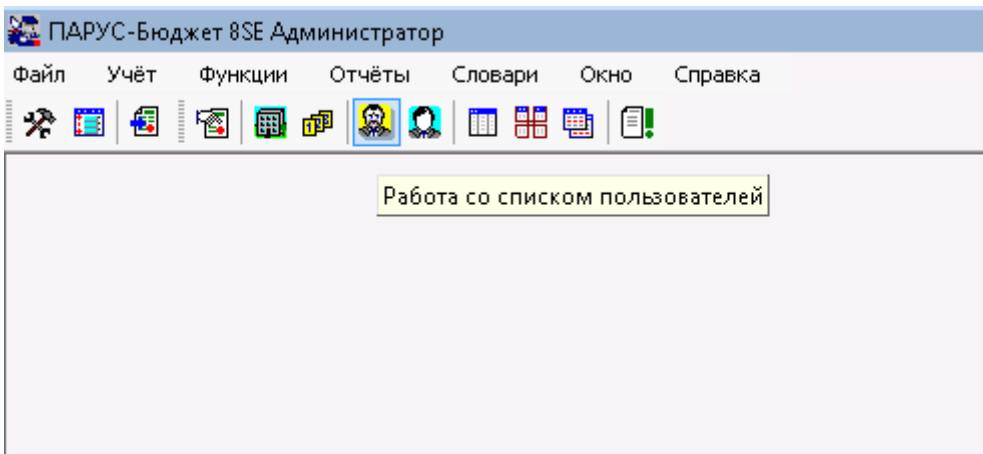 ПАРУС-Бюджет 8SE Администратор
Файл Учёт Функции Отчёты Словари Окно Справка
Работа со списком пользователей